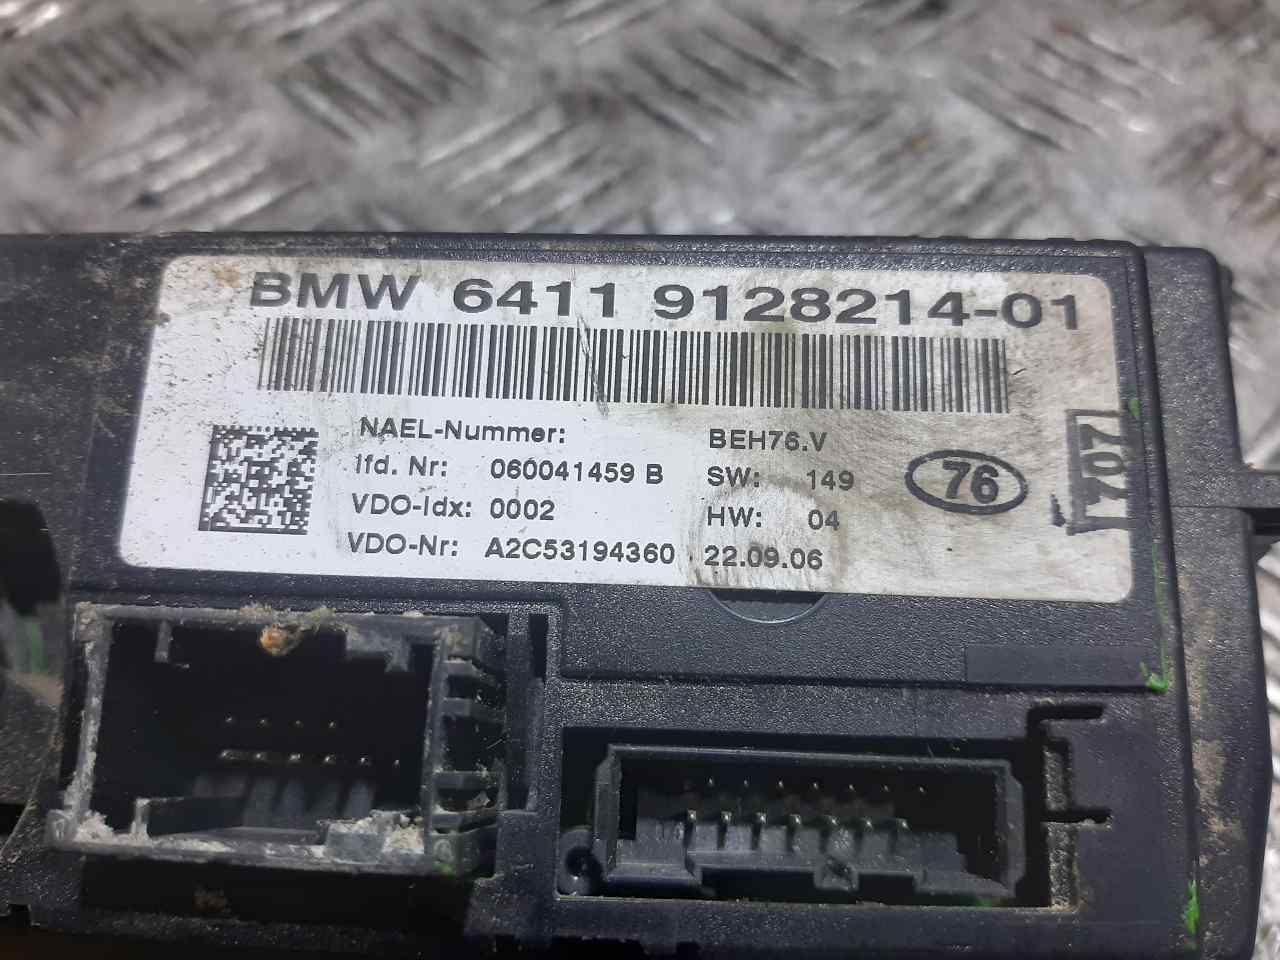 BMW 6411 9128214-01
NAEL-Nummer: BEH76.V
lfd. Nr: 060041459 B SW: 149
VDO-Idx: 0002 HW: 04
VDO-Nr: A2C53194360 22.09.06
76
Y07